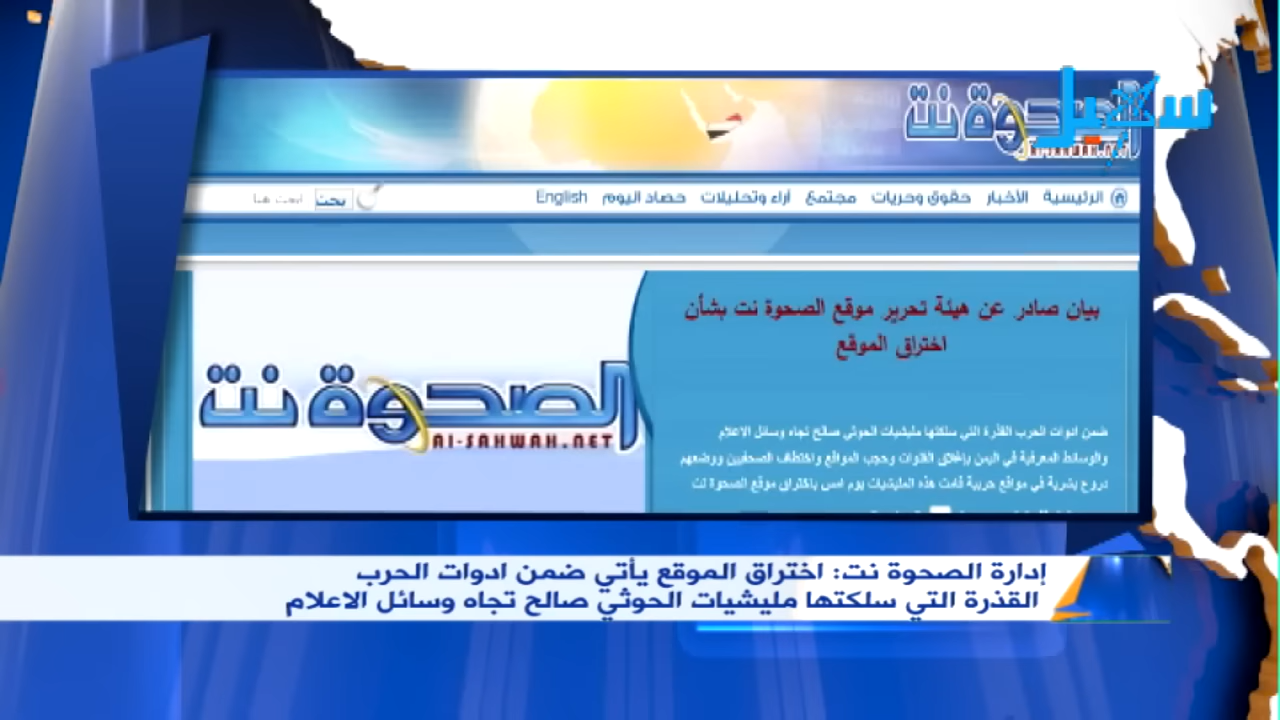 الصحوة نت
سهيل
الرئيسية الأخبار حقوق وحريات مجتمع آراء وتحليلات حصاد اليوم English
بحث ابحث هنا
بيان صادر عن هيئة تحرير موقع الصحوة نت بشأن
اختراق الموقع
الصحوة نت
Al-SAHWAH.NET
ضمن ادوات الحرب القذرة التي سلكتها مليشيات الحوثي صالح تجاه وسائل الاعلام
والوسائط المعرفية في اليمن بإغلاق القنوات وحجب المواقع واختطاف الصحفيين ووضعهم
دروع بشرية في مواقع حربية قامت هذه المليشيات يوم امس باختراق موقع الصحوة نت
إدارة الصحوة نت: اختراق الموقع يأتي ضمن ادوات الحرب
القذرة التي سلكتها مليشيات الحوثي صالح تجاه وسائل الاعلام